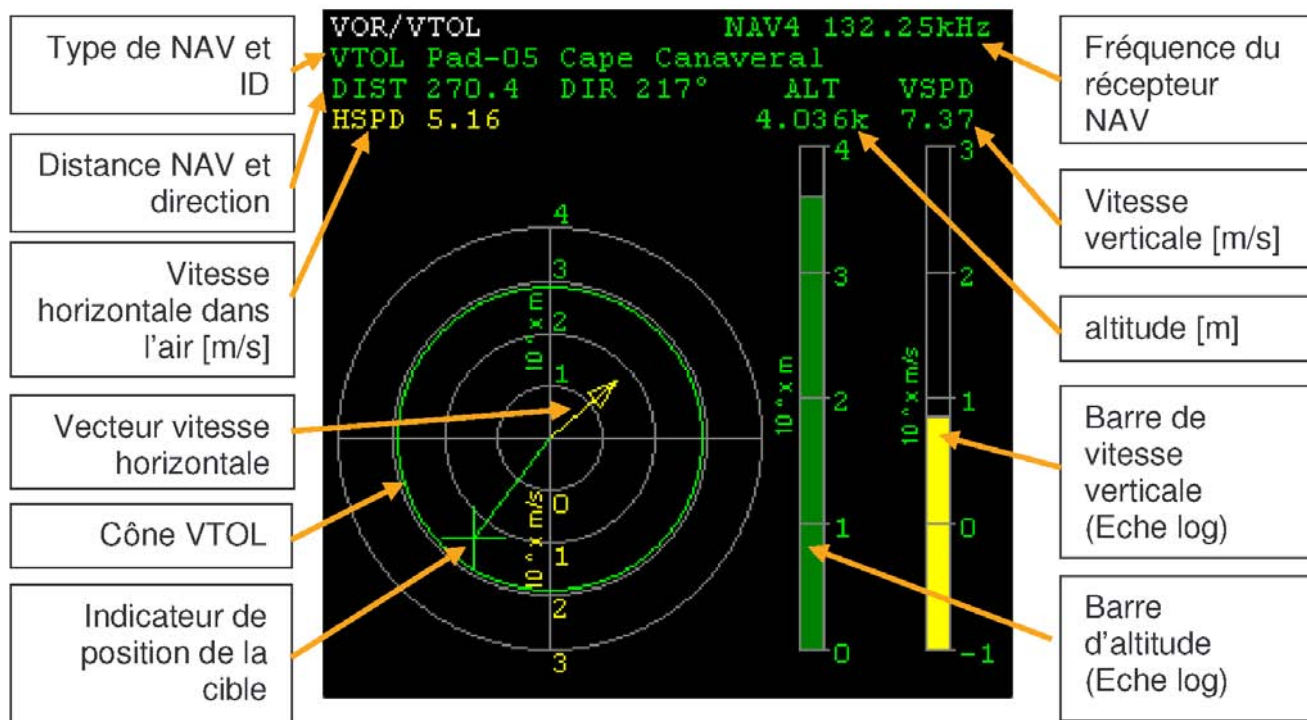 Type de NAV et
ID
Distance NAV et
direction
Vitesse
horizontale dans
l'air [m/s]
Vecteur vitesse
horizontale
Cône VTOL
Indicateur de
position de la
cible
VOR/VTOL NAV4 132.25kHz
VTOL Pad-05 Cape Canaveral
DIST 270.4 DIR 217° ALT VSPD
HSPD 5.16 4.036k 7.37
4
3
2
1
10^x m
0
1
2
3
10^x m/s
4
3
2
1
0
10^x m
3
2
1
0
-1
10^x m/s
Fréquence du
récepteur
NAV
Vitesse
verticale [m/s]
altitude [m]
Barre de
vitesse
verticale
(Eche log)
Barre
d'altitude
(Eche log)